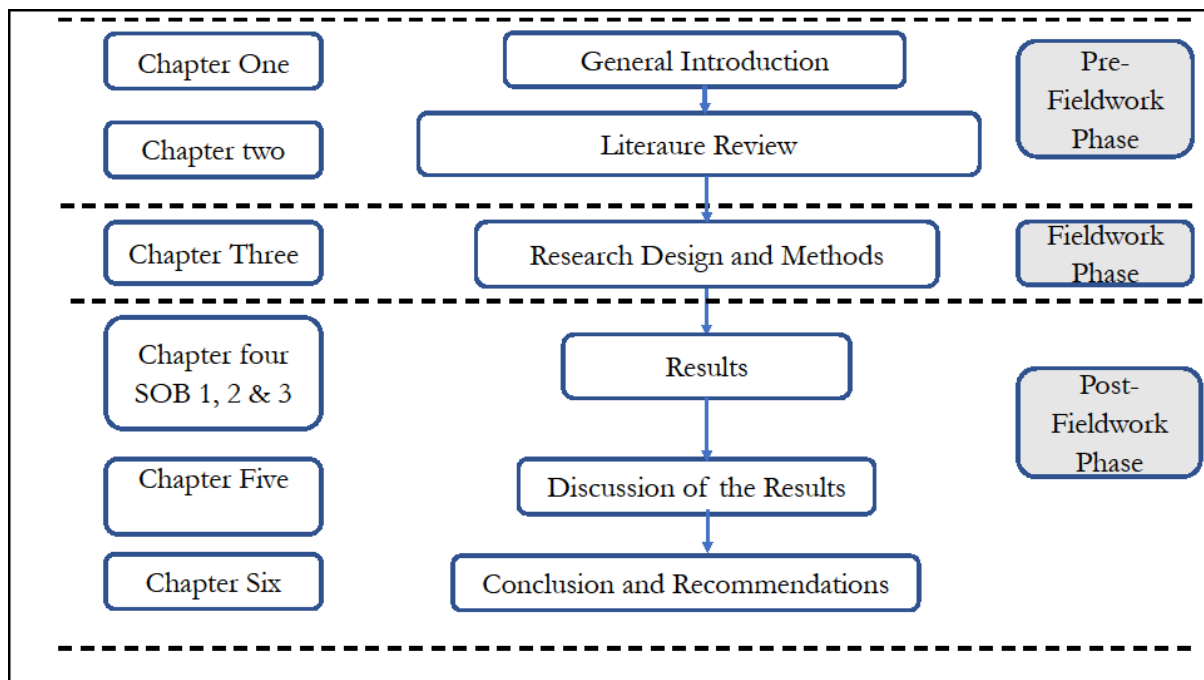 Chapter One
General Introduction
Pre-
Fieldwork
Phase
Chapter two
Literaure Review
Chapter Three
Research Design and Methods
Fieldwork
Phase
Chapter four
SOB 1, 2 & 3
Results
Post-
Fieldwork
Phase
Chapter Five
Discussion of the Results
Chapter Six
Conclusion and Recommendations